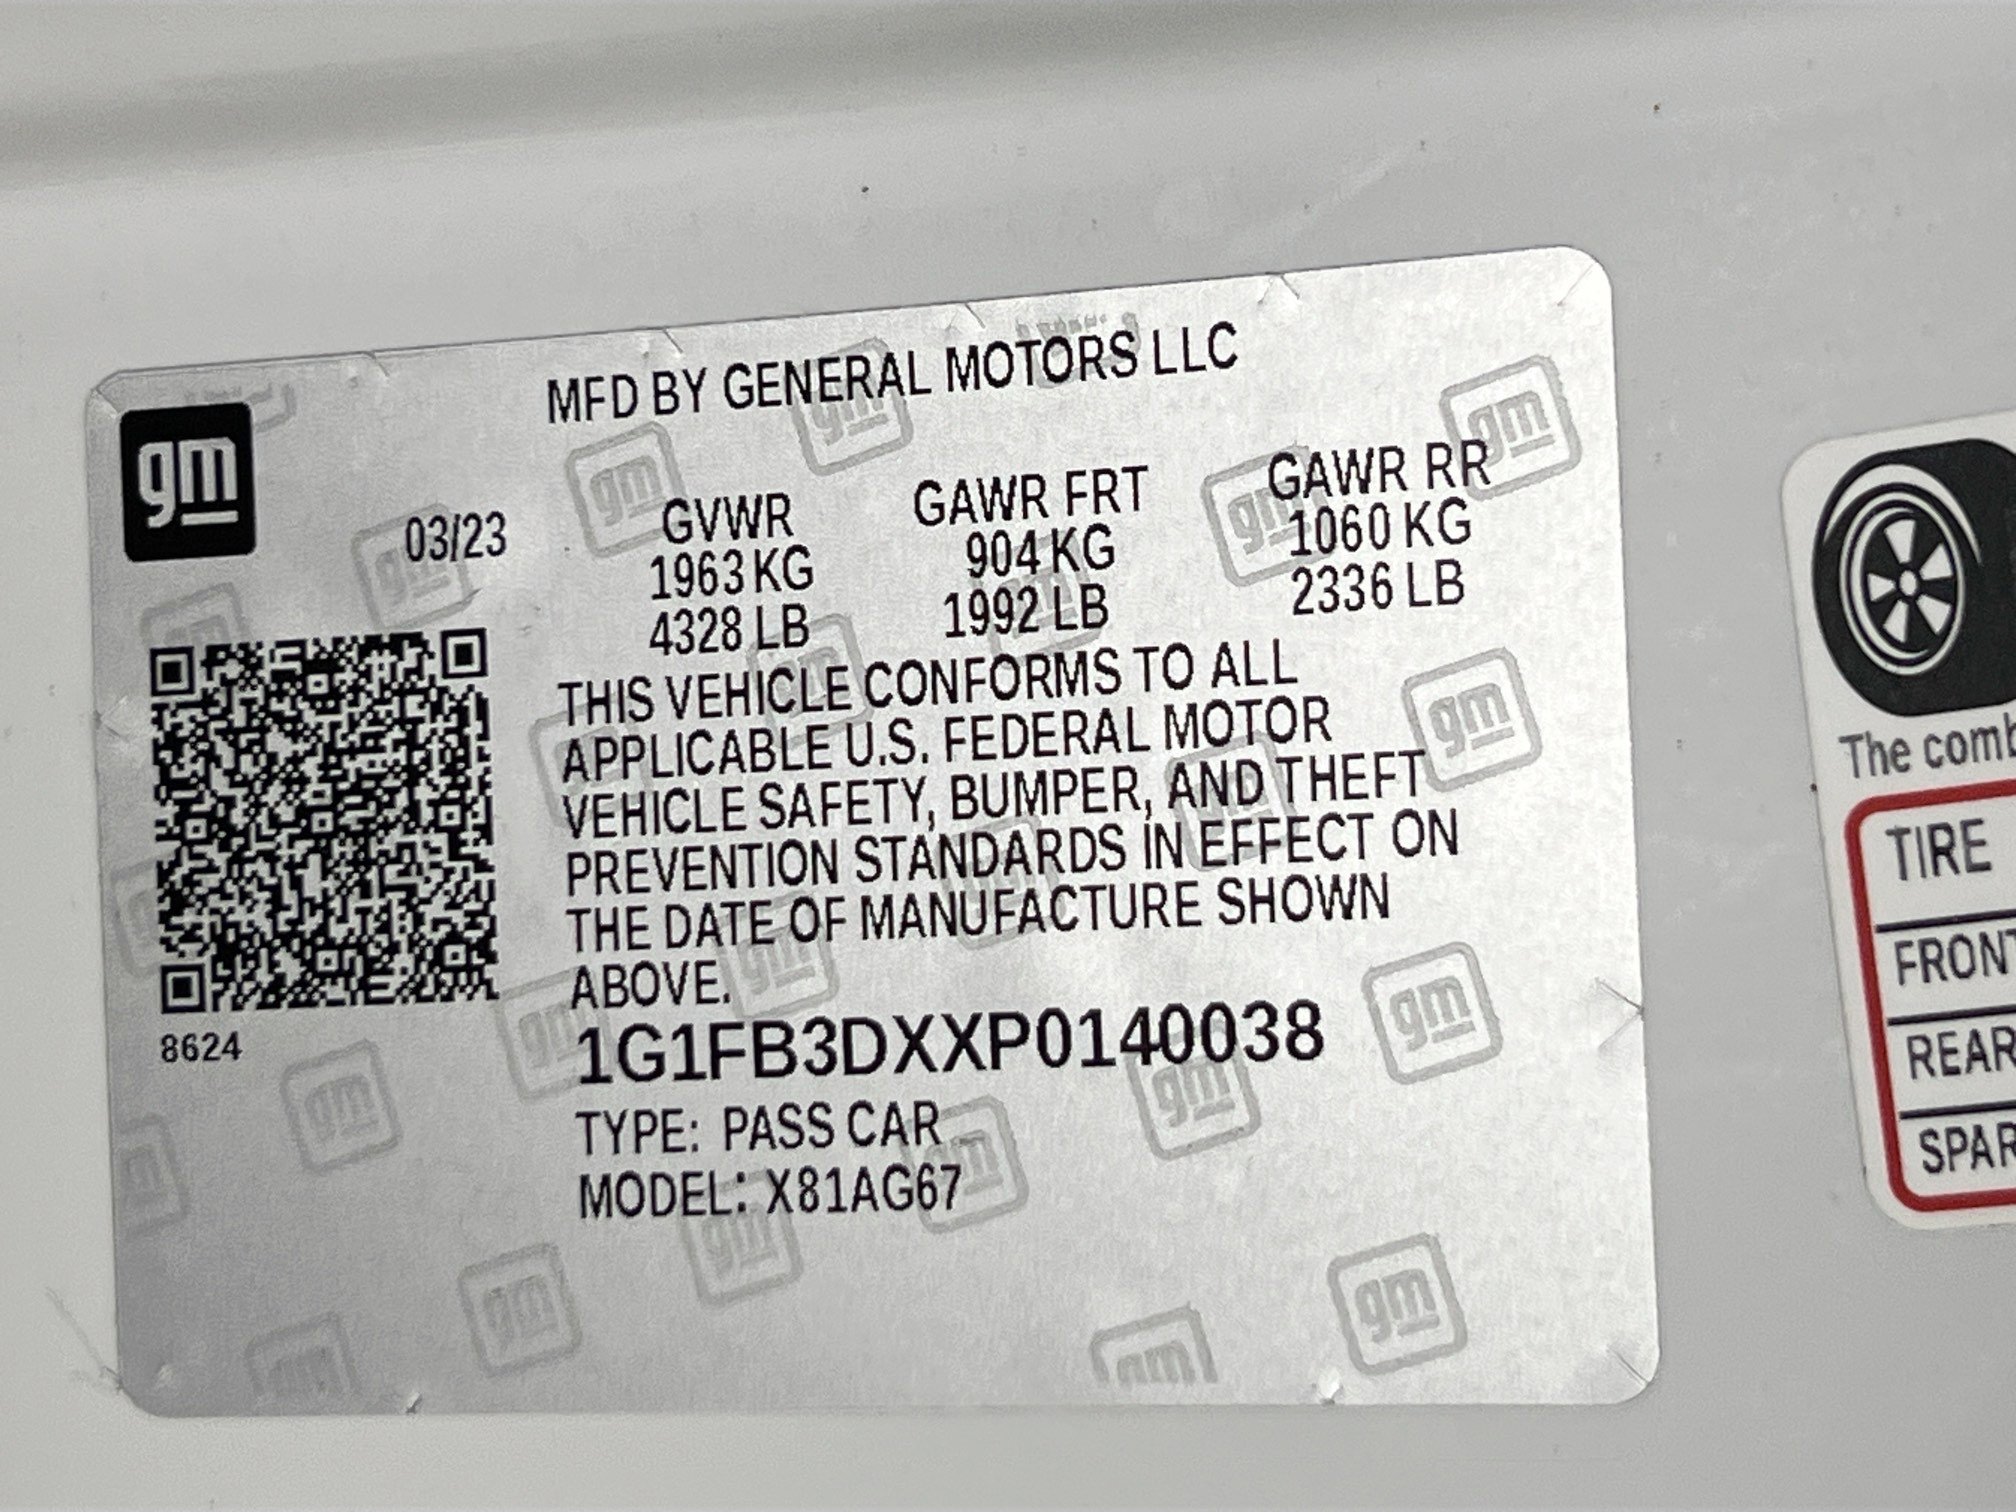 gm
MFD BY GENERAL MOTORS LLC
03/23
GVWR GAWR FRT GAWR RR
1963 KG 904 KG 1060 KG
4328 LB 1992 LB 2336 LB
THIS VEHICLE CONFORMS TO ALL
APPLICABLE U.S. FEDERAL MOTOR
VEHICLE SAFETY, BUMPER, AND THEFT
PREVENTION STANDARDS IN EFFECT ON
THE DATE OF MANUFACTURE SHOWN
ABOVE.
8624
1G1FB3DXXP0140038
TYPE: PASS CAR
MODEL: X81AG67
The comb
TIRE
FRONT
REAR
SPAR